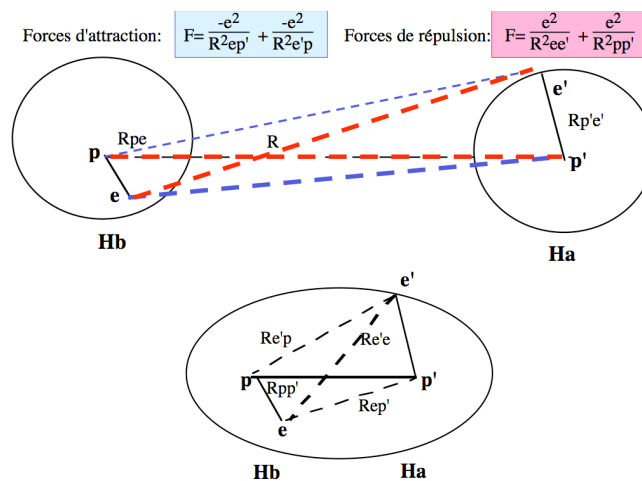 Forces d'attraction: F= -e2/R2ep' + -e2/R2e'p Forces de répulsion: F= e2/R2ee' + e2/R2pp'
e'
Rpe R Rp'e'
p p'
e
Hb Ha
e'
Re'p Re'e
p Rpp' p'
Rep'
e
Hb Ha